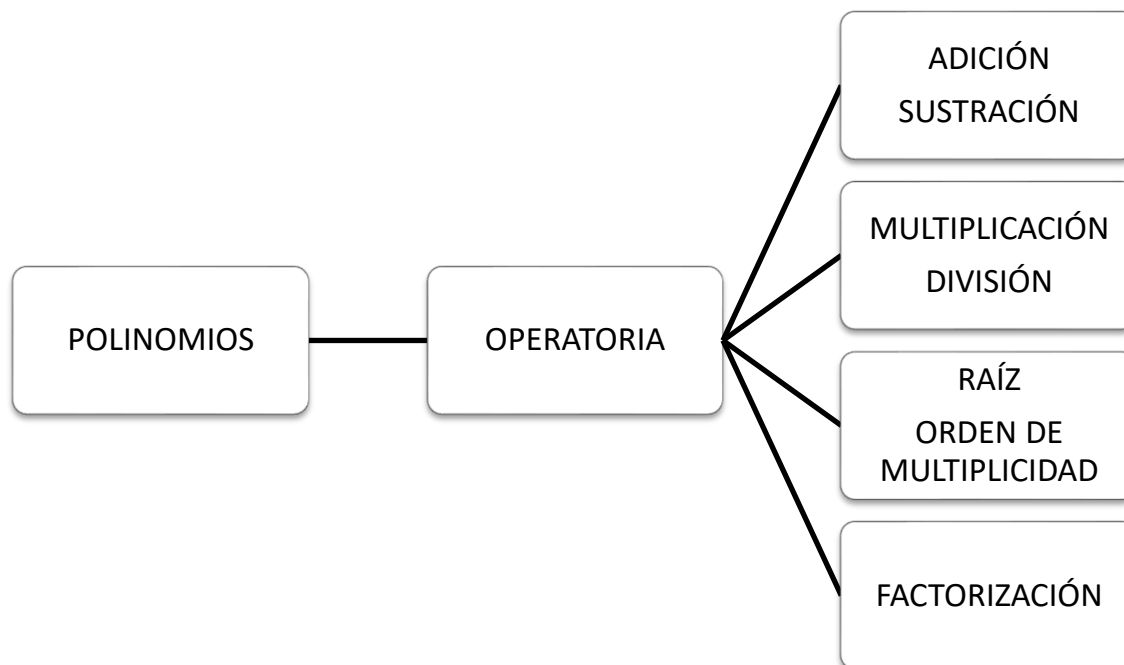 POLINOMIOS
OPERATORIA
ADICIÓN
SUSTRACIÓN
MULTIPLICACIÓN
DIVISIÓN
RAÍZ
ORDEN DE
MULTIPLICIDAD
FACTORIZACIÓN